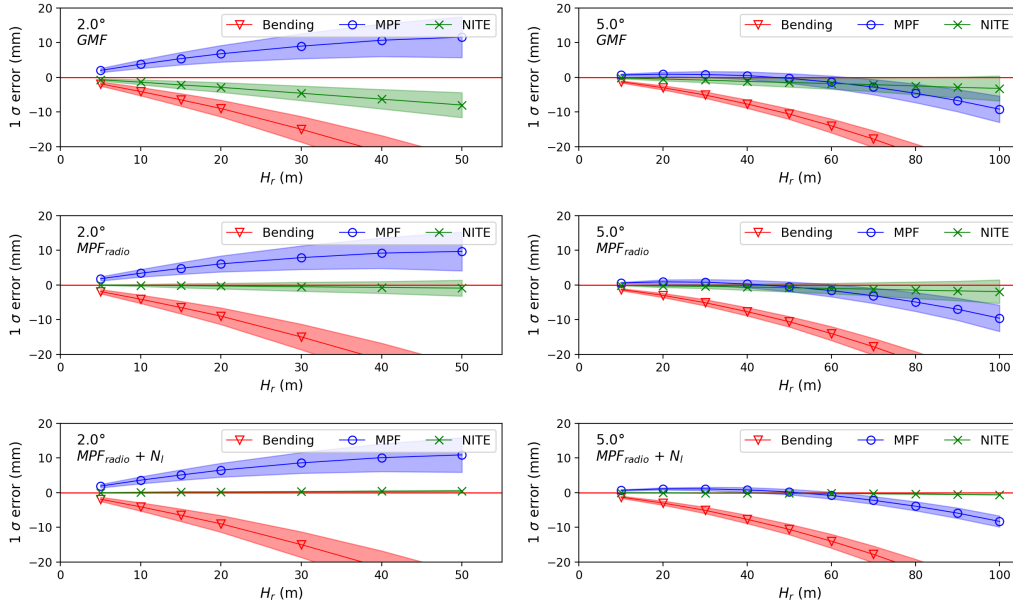 2.0°
GMF
Bending MPF NITE
20
10
0
−10
−20
1 σ error (mm)
0 10 20 30 40 50
H_r (m)
5.0°
GMF
Bending MPF NITE
20
10
0
−10
−20
1 σ error (mm)
0 20 40 60 80 100
H_r (m)
2.0°
MPF_radio
Bending MPF NITE
20
10
0
−10
−20
1 σ error (mm)
0 10 20 30 40 50
H_r (m)
5.0°
MPF_radio
Bending MPF NITE
20
10
0
−10
−20
1 σ error (mm)
0 20 40 60 80 100
H_r (m)
2.0°
MPF_radio + N_l
Bending MPF NITE
20
10
0
−10
−20
1 σ error (mm)
0 10 20 30 40 50
H_r (m)
5.0°
MPF_radio + N_l
Bending MPF NITE
20
10
0
−10
−20
1 σ error (mm)
0 20 40 60 80 100
H_r (m)